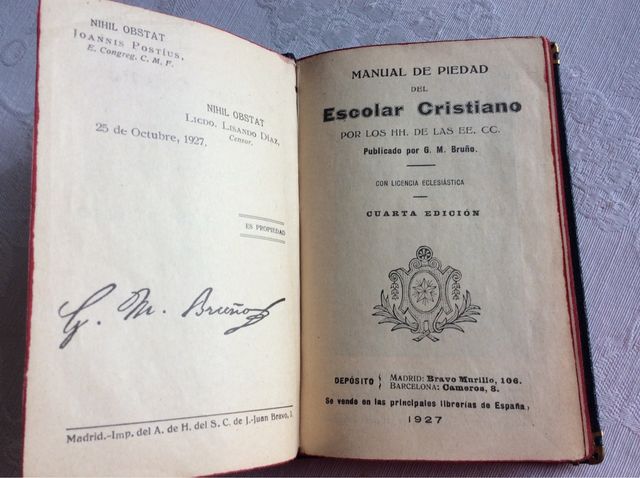 NIHIL OBSTAT
Joannis Postíus,
E. Congreg. C. M. F.
NIHIL OBSTAT
Licdo. Lisando Díaz,
Censor.
25 de Octubre, 1927.
ES PROPIEDAD
G. M. Bruño
Madrid.-Imp. del A. de H. del S. C. de J.-Juan Bravo, 3.
MANUAL DE PIEDAD
DEL
Escolar Cristiano
POR LOS HH. DE LAS EE. CC.
Publicado por G. M. Bruño.
CON LICENCIA ECLESIÁSTICA
CUARTA EDICIÓN
DEPÓSITO { Madrid: Bravo Murillo, 106.
Barcelona: Cameros, 8.
Se vende en las principales librerías de España,
1927